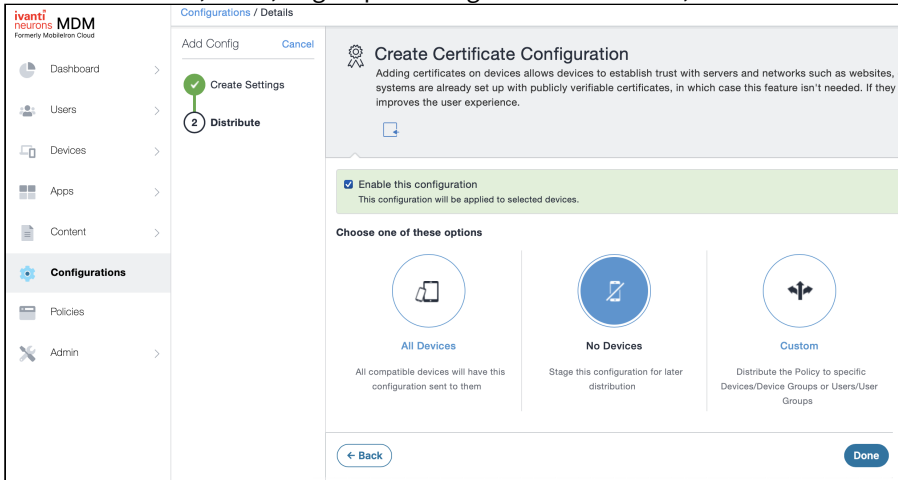 ivanti
neurons MDM
Formerly MobileIron Cloud
Dashboard
Users
Devices
Apps
Content
Configurations
Policies
Admin
Configurations / Details
Add Config Cancel
Create Settings
2 Distribute
Create Certificate Configuration
Adding certificates on devices allows devices to establish trust with servers and networks such as websites,
systems are already set up with publicly verifiable certificates, in which case this feature isn't needed. If they
improves the user experience.
Enable this configuration
This configuration will be applied to selected devices.
Choose one of these options
All Devices
All compatible devices will have this
configuration sent to them
No Devices
Stage this configuration for later
distribution
Custom
Distribute the Policy to specific
Devices/Device Groups or Users/User
Groups
← Back
Done